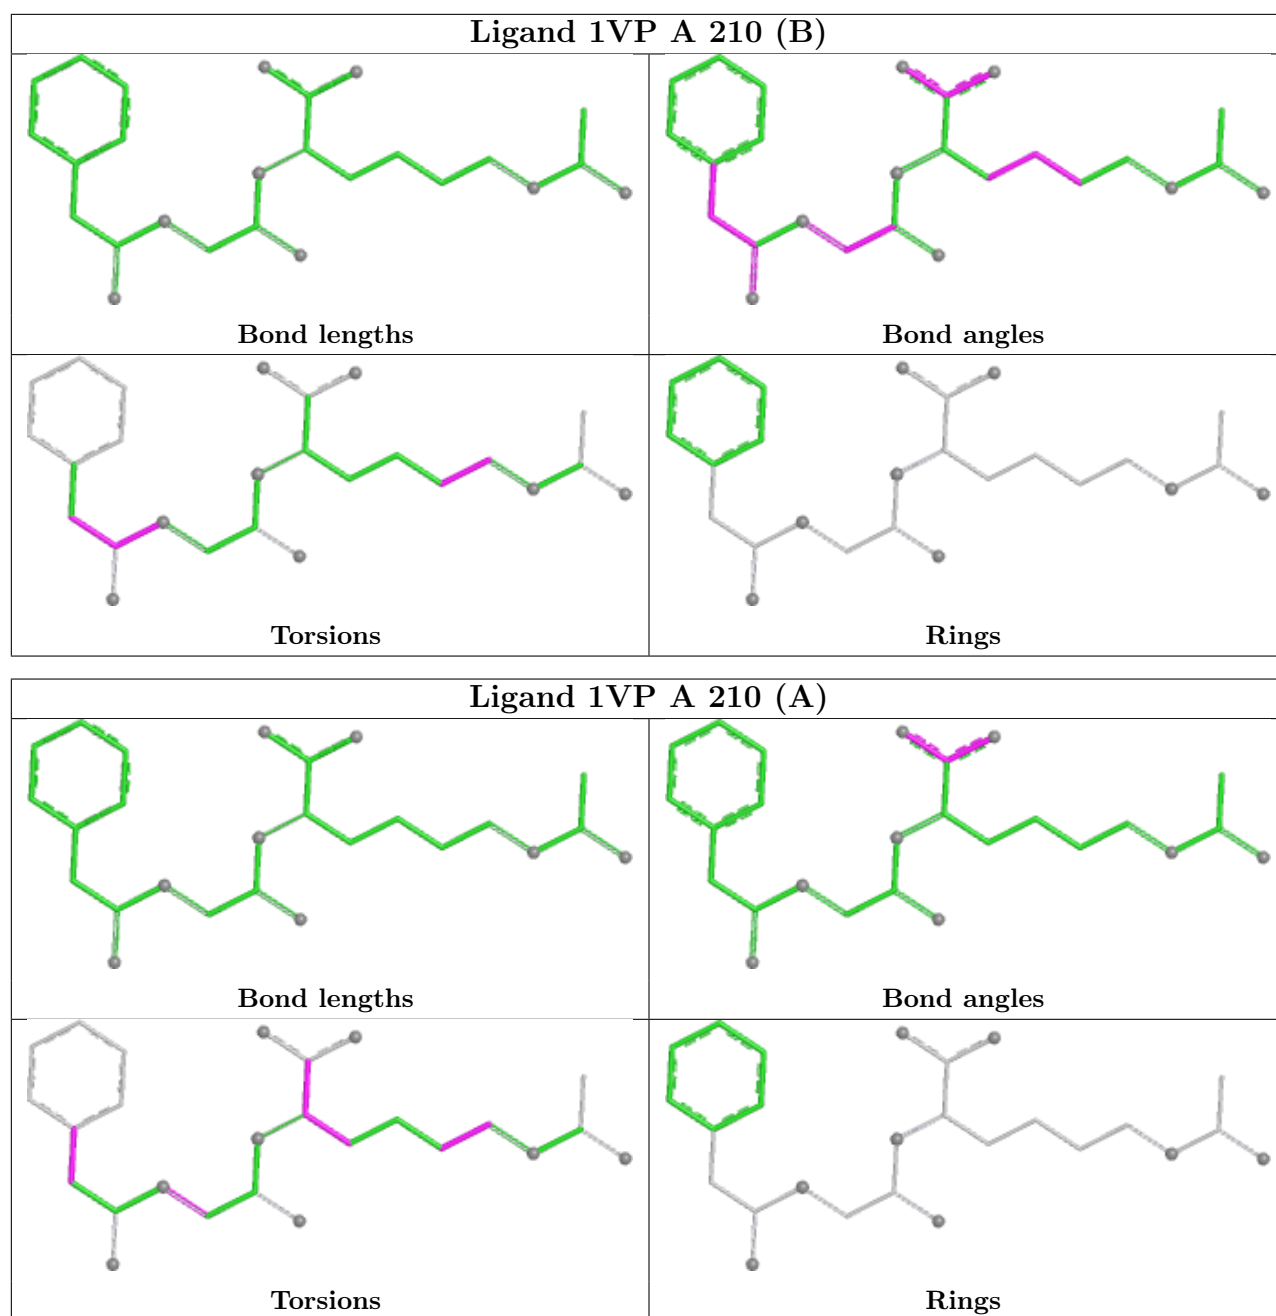 Ligand 1VP A 210 (B)
Bond lengths
Bond angles
Torsions
Rings
Ligand 1VP A 210 (A)
Bond lengths
Bond angles
Torsions
Rings